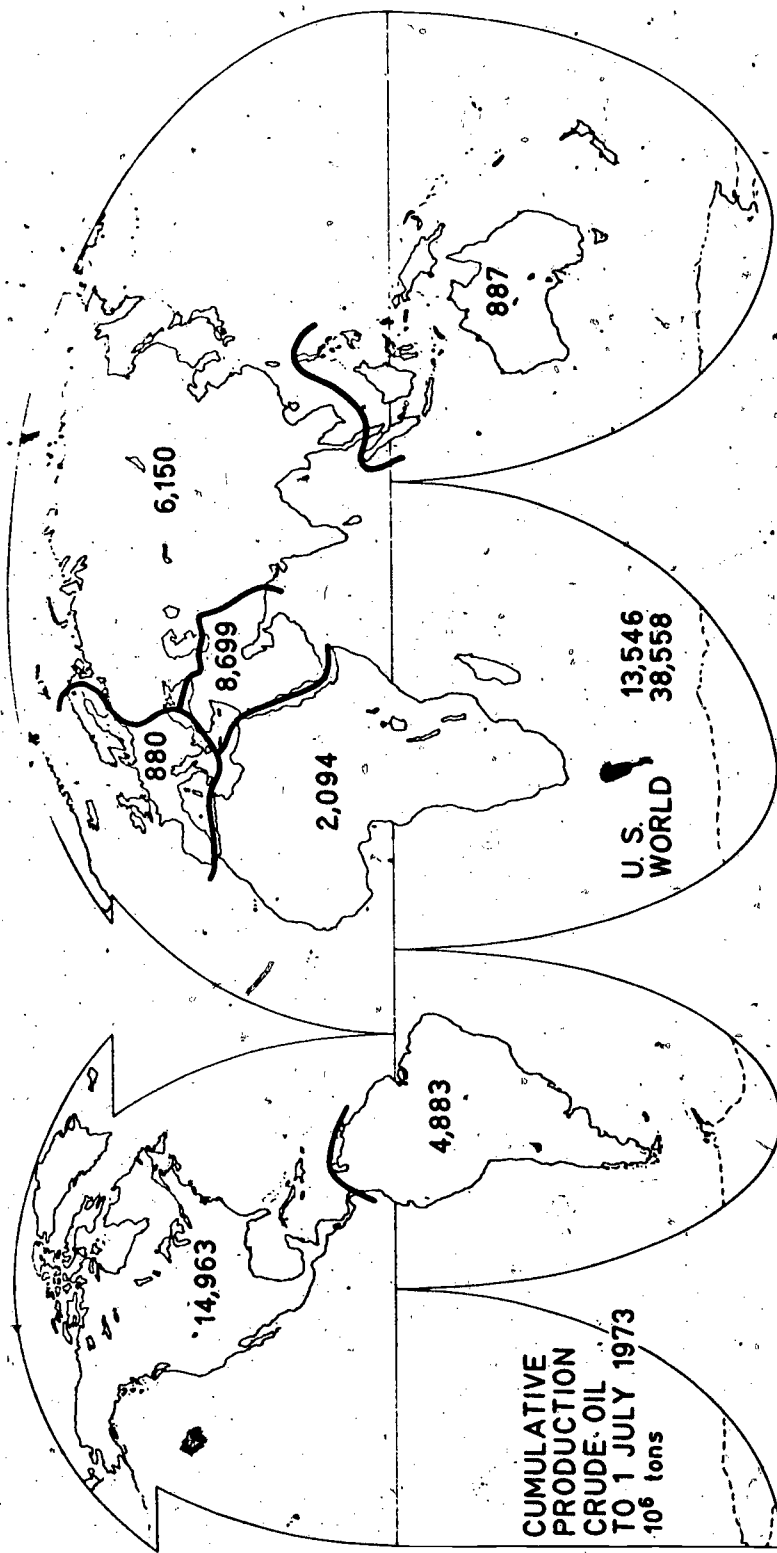 14,963
4,883
880
8,699
6,150
2,094
887
U. S. 13,546
WORLD 38,558
CUMULATIVE
PRODUCTION
CRUDE-OIL
TO 1 JULY 1973
10⁶ tons